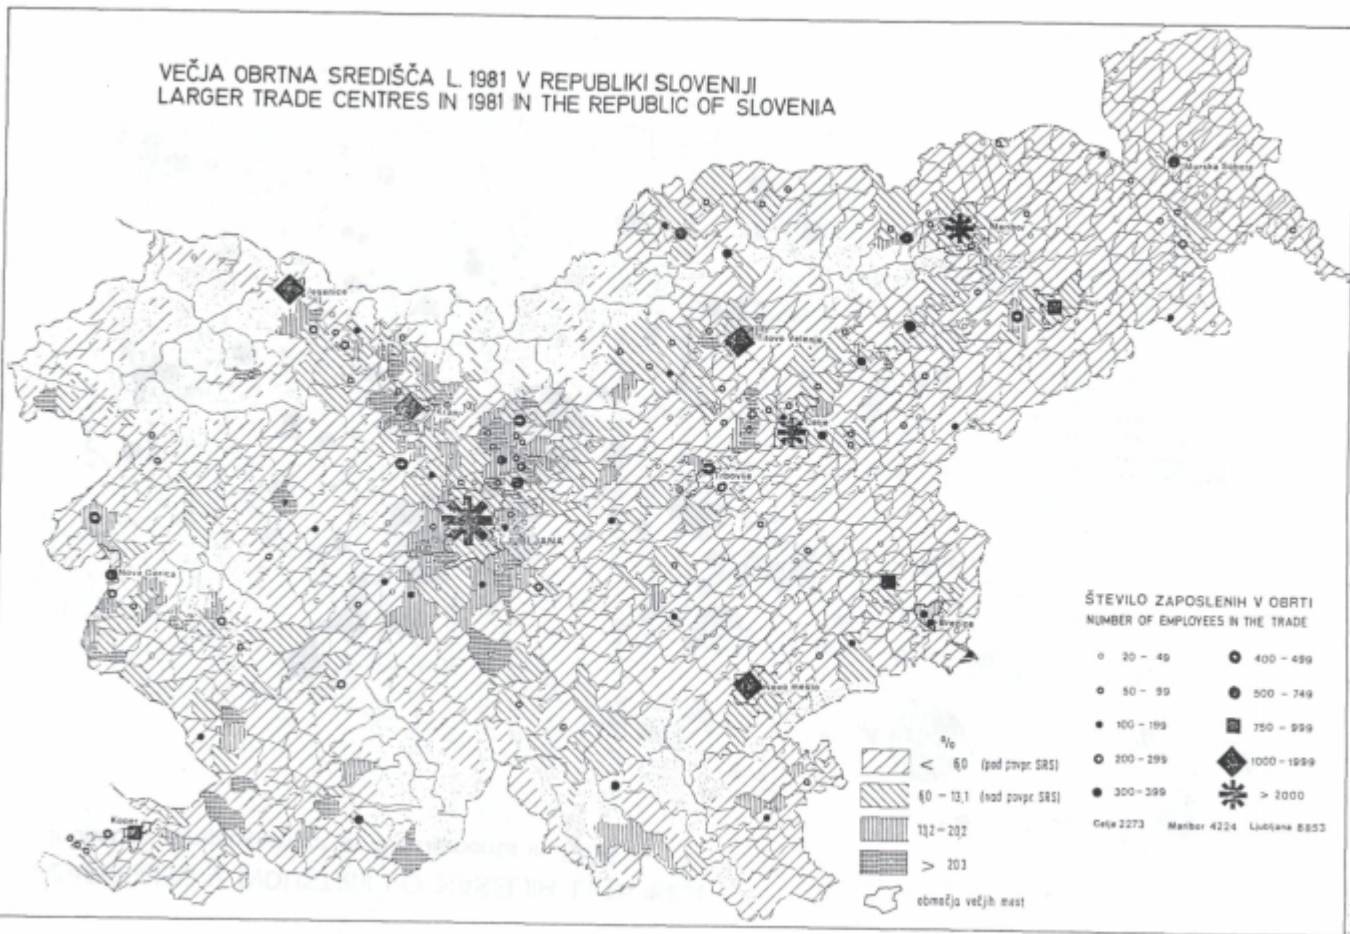 VEČJA OBRTNA SREDIŠČA L. 1981 V REPUBLIKI SLOVENIJI
LARGER TRADE CENTRES IN 1981 IN THE REPUBLIC OF SLOVENIA
Murska Sobota
Maribor
Jesenice
Titovo Velenje
Kranj
Celje
Trbovlje
LJUBLJANA
Nova Gorica
Brežice
Novo mesto
Koper
ŠTEVILO ZAPOSLENIH V OBRTI
NUMBER OF EMPLOYEES IN THE TRADE
20 - 49
50 - 99
100 - 199
200 - 299
300 - 399
400 - 499
500 - 749
750 - 999
1000 - 1999
> 2000
Celje 2273 Maribor 4224 Ljubljana 8853
%
< 6,0 (pod povpr. SRS)
6,0 - 13,1 (nad povpr. SRS)
13,2 - 20,2
> 20,3
območja večjih mest